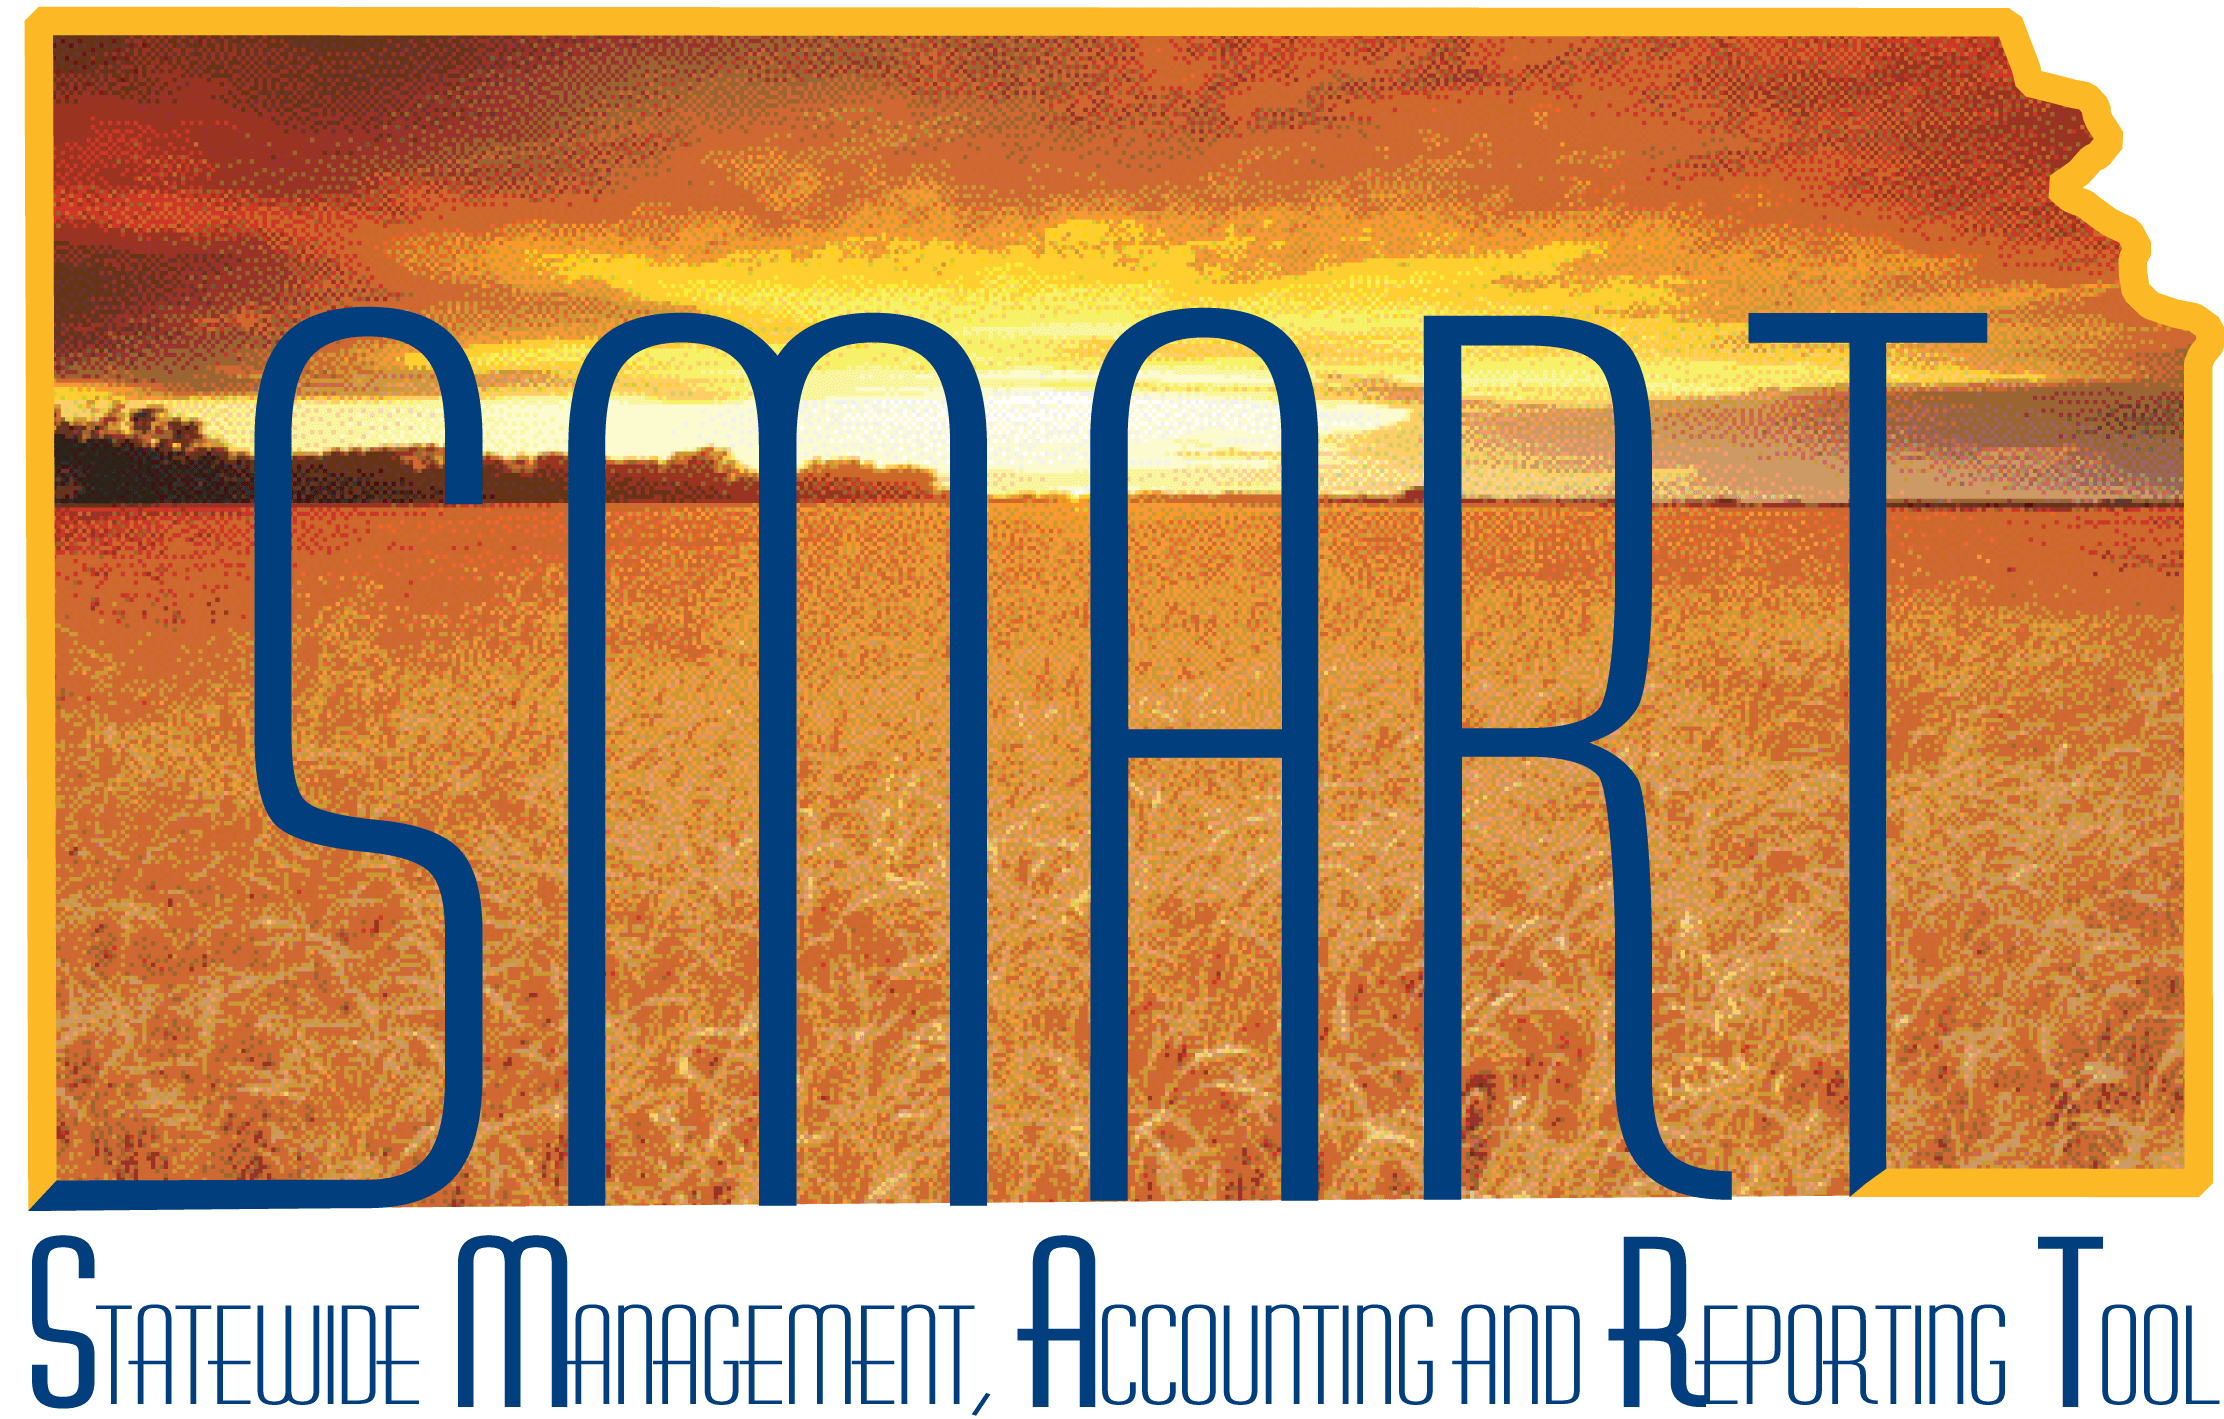 SMART
STATEWIDE MANAGEMENT, ACCOUNTING AND REPORTING TOOL